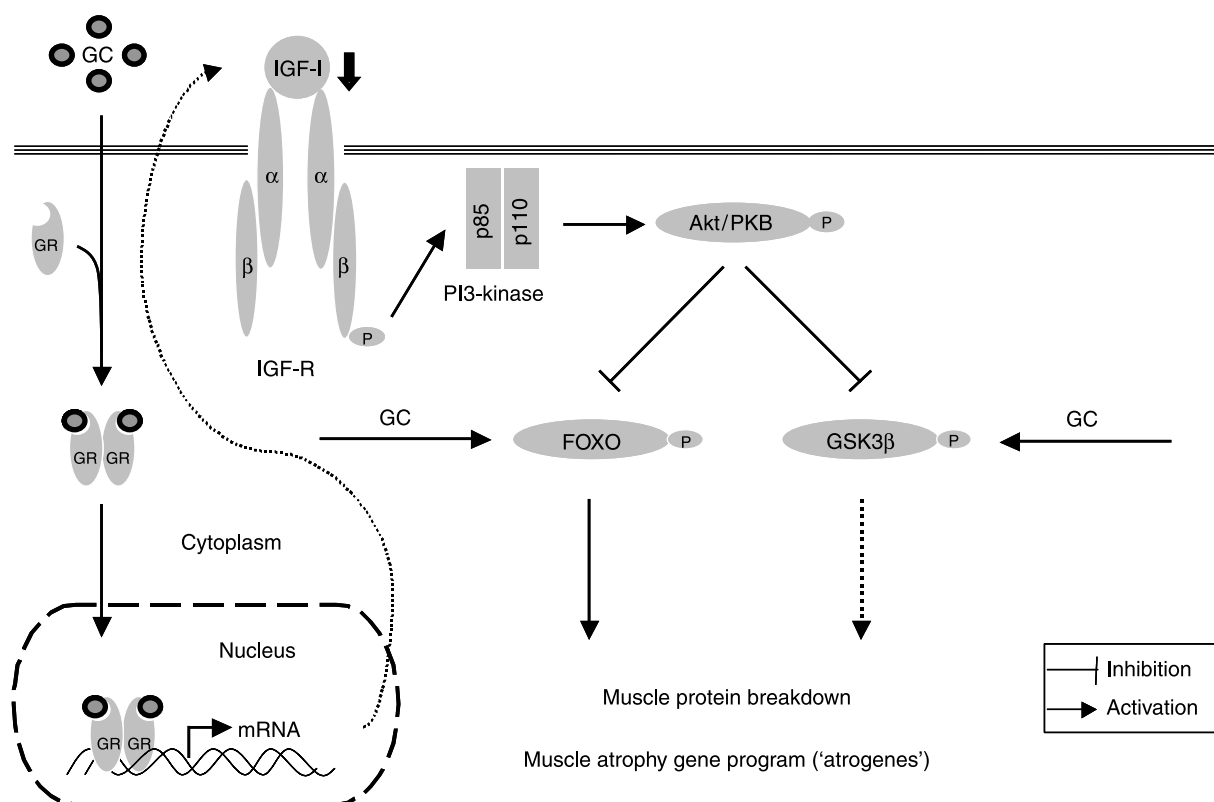 GC
IGF-I
α α
GR
β β
p85 p110
Akt/PKB P
PI3-kinase
P
IGF-R
GC
FOXO P
GSK3β P
GC
GR GR
Cytoplasm
Nucleus
GR GR
mRNA
Muscle protein breakdown
Muscle atrophy gene program ('atrogenes')
Inhibition
Activation